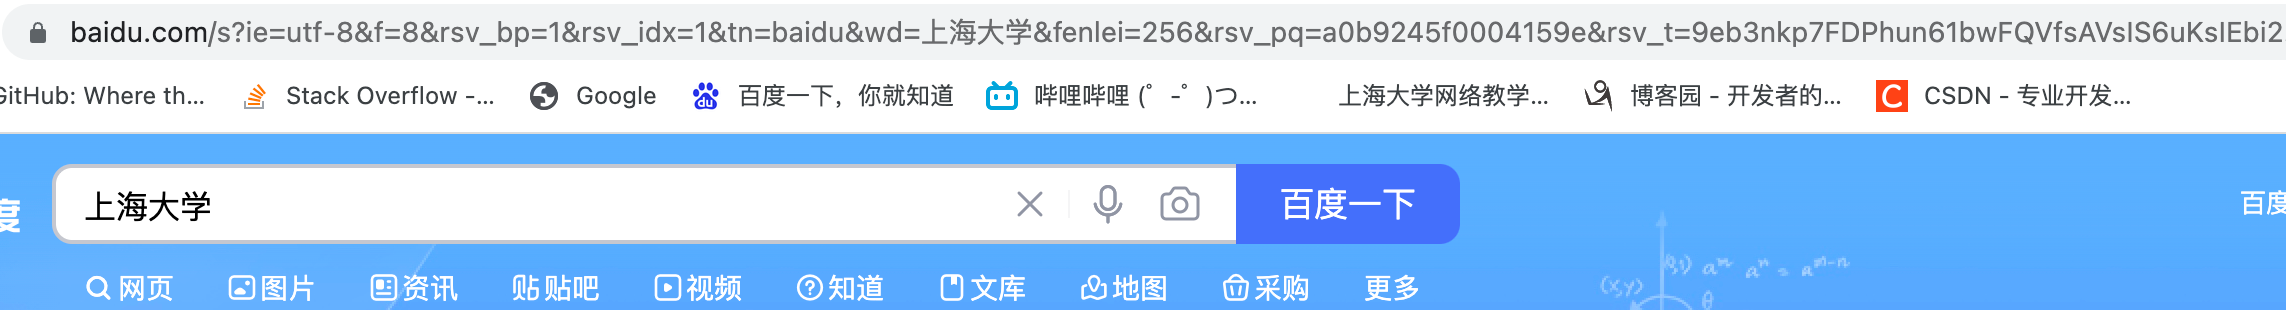 baidu.com/s?ie=utf-8&f=8&rsv_bp=1&rsv_idx=1&tn=baidu&wd=上海大学&fenlei=256&rsv_pq=a0b9245f0004159e&rsv_t=9eb3nkp7FDPhun61bwFQVfsAVsIS6uKsIEbi2
GitHub: Where th... Stack Overflow -... Google 百度一下，你就知道 哔哩哔哩 (゜-゜)つ... 上海大学网络教学... 博客园 - 开发者的... CSDN - 专业开发...
度 上海大学 百度一下 百度
网页 图片 资讯 贴贴吧 视频 知道 文库 地图 采购 更多
(x,y) θ aⁿ = aᵐ⁻ⁿ